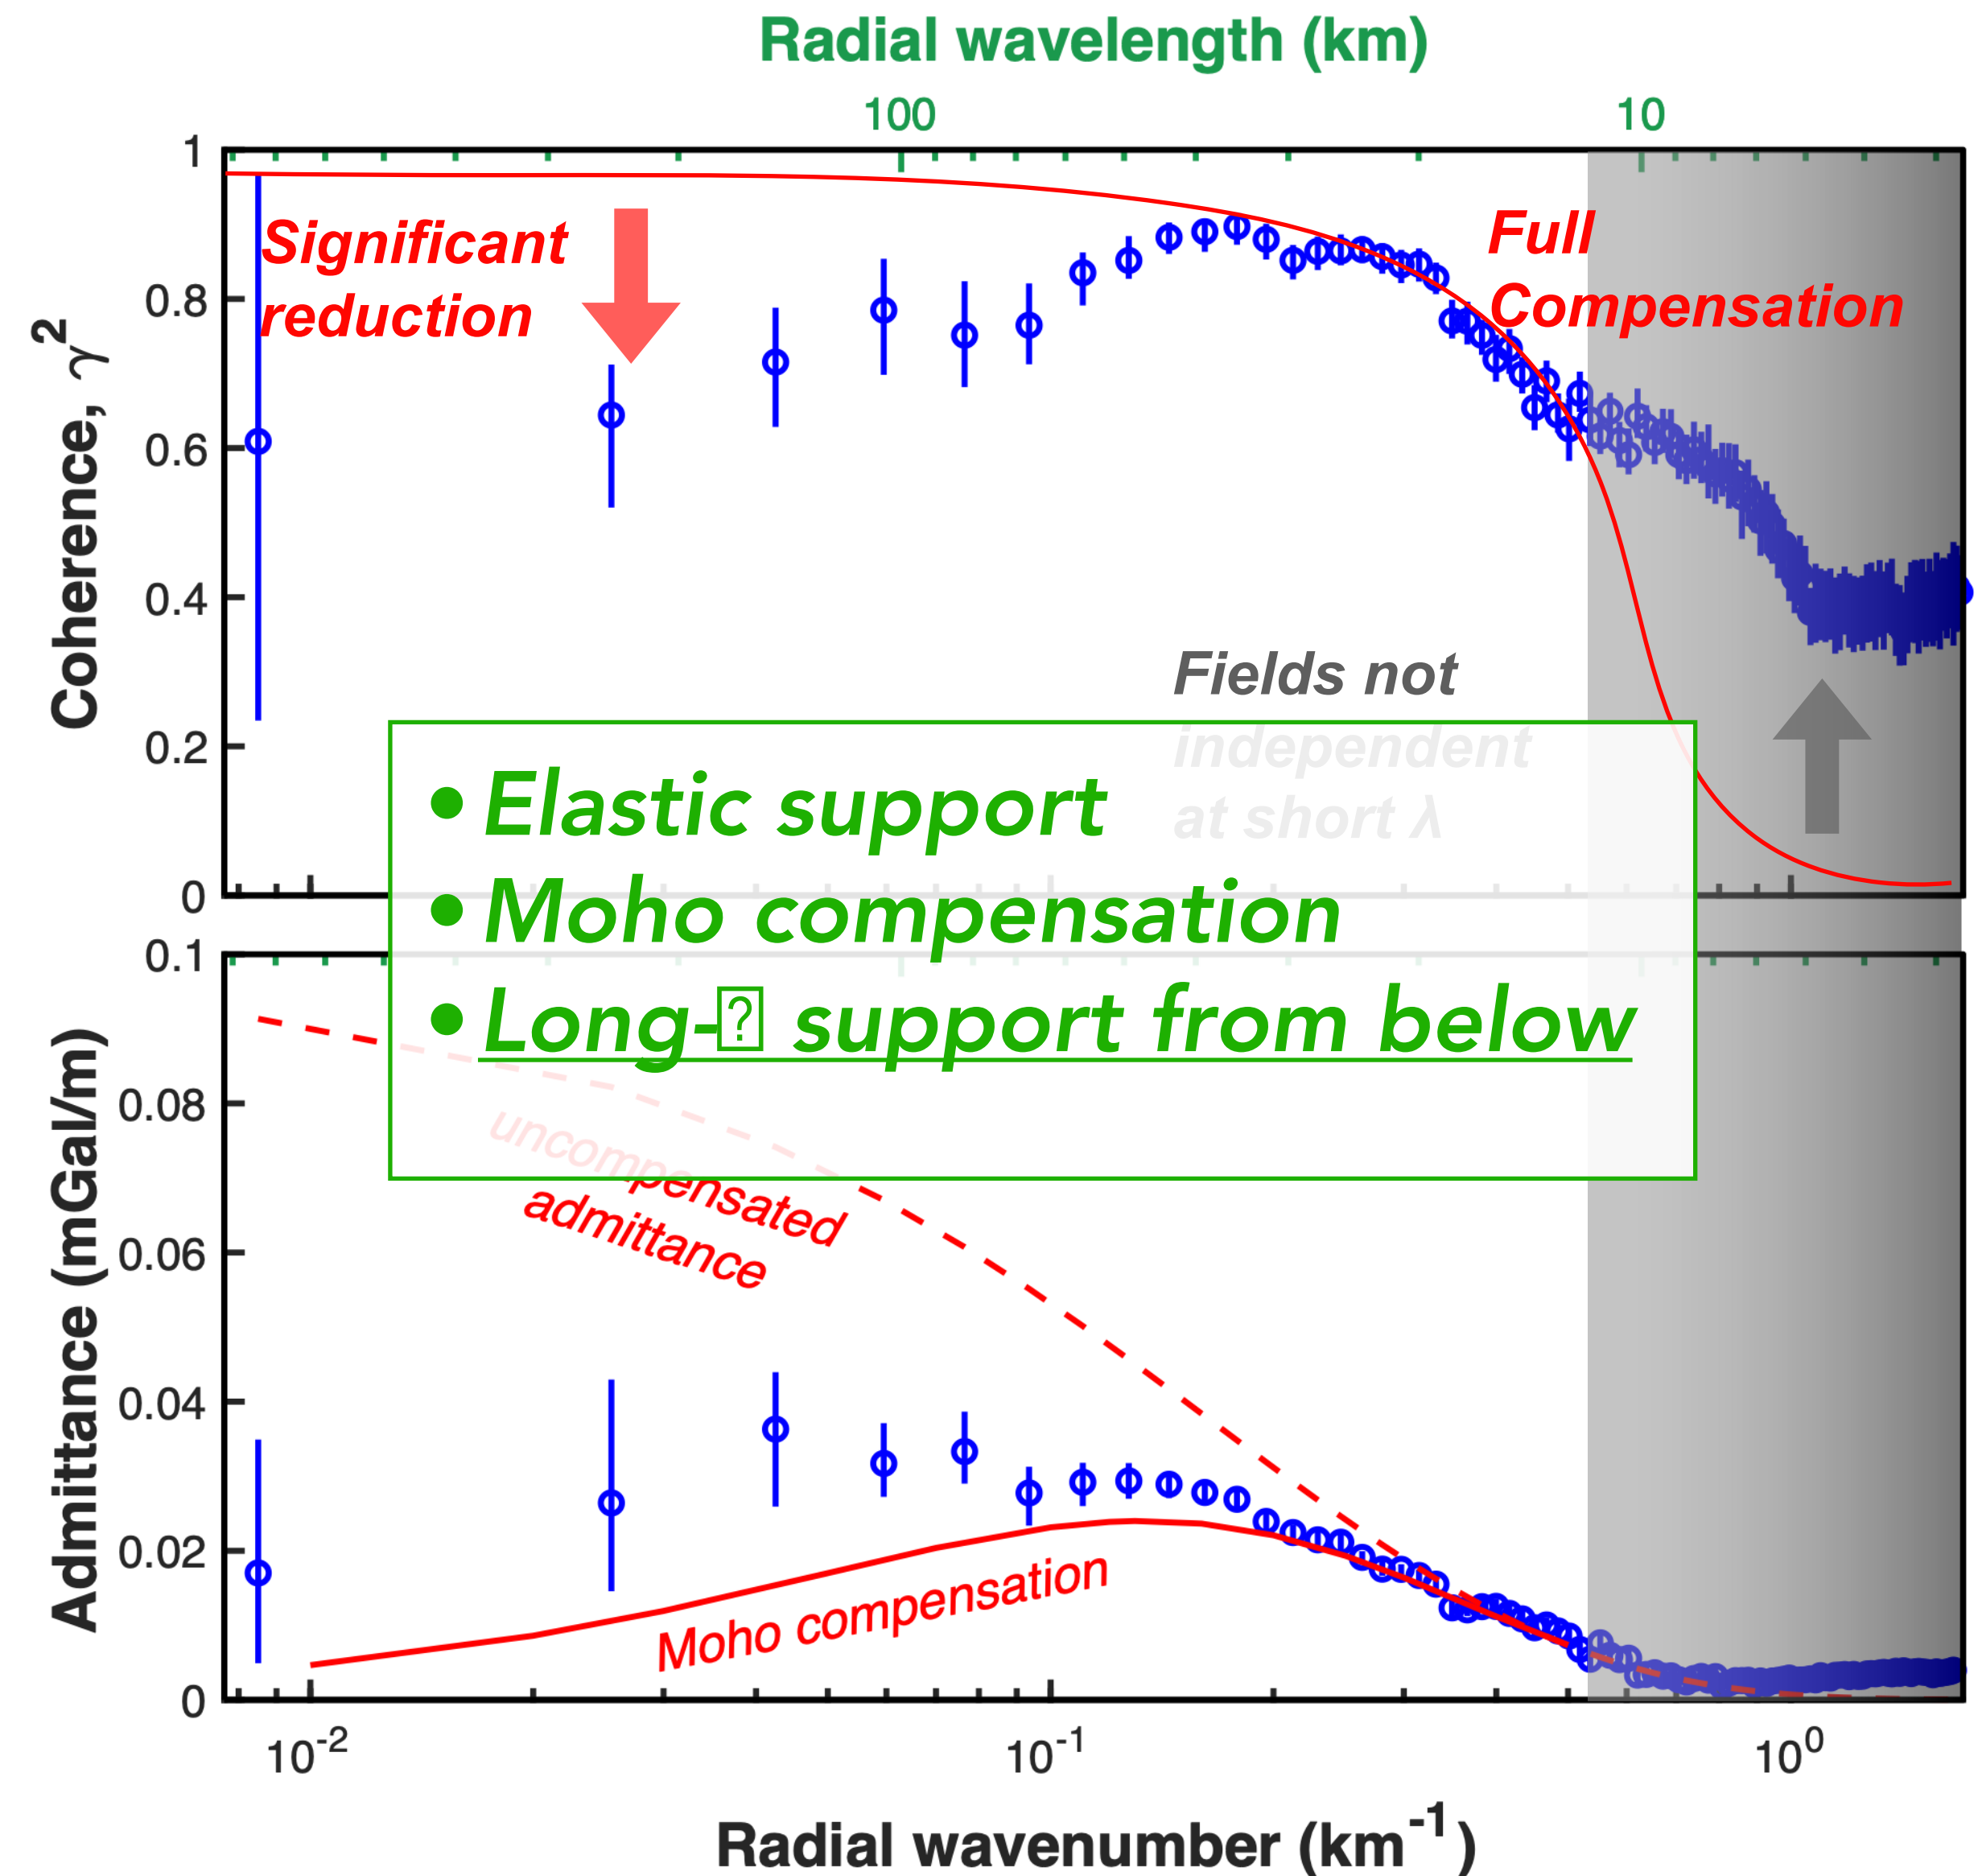 Radial wavelength (km)
100
10
1
0.8
0.6
0.4
0.2
0
Coherence, γ²
Significant
reduction
Full
Compensation
Fields not
independent
at short λ
• Elastic support
• Moho compensation
• Long-⍰ support from below
0.1
0.08
0.06
0.04
0.02
0
Admittance (mGal/m)
uncompensated
admittance
Moho compensation
10⁻²
10⁻¹
10⁰
Radial wavenumber (km⁻¹)